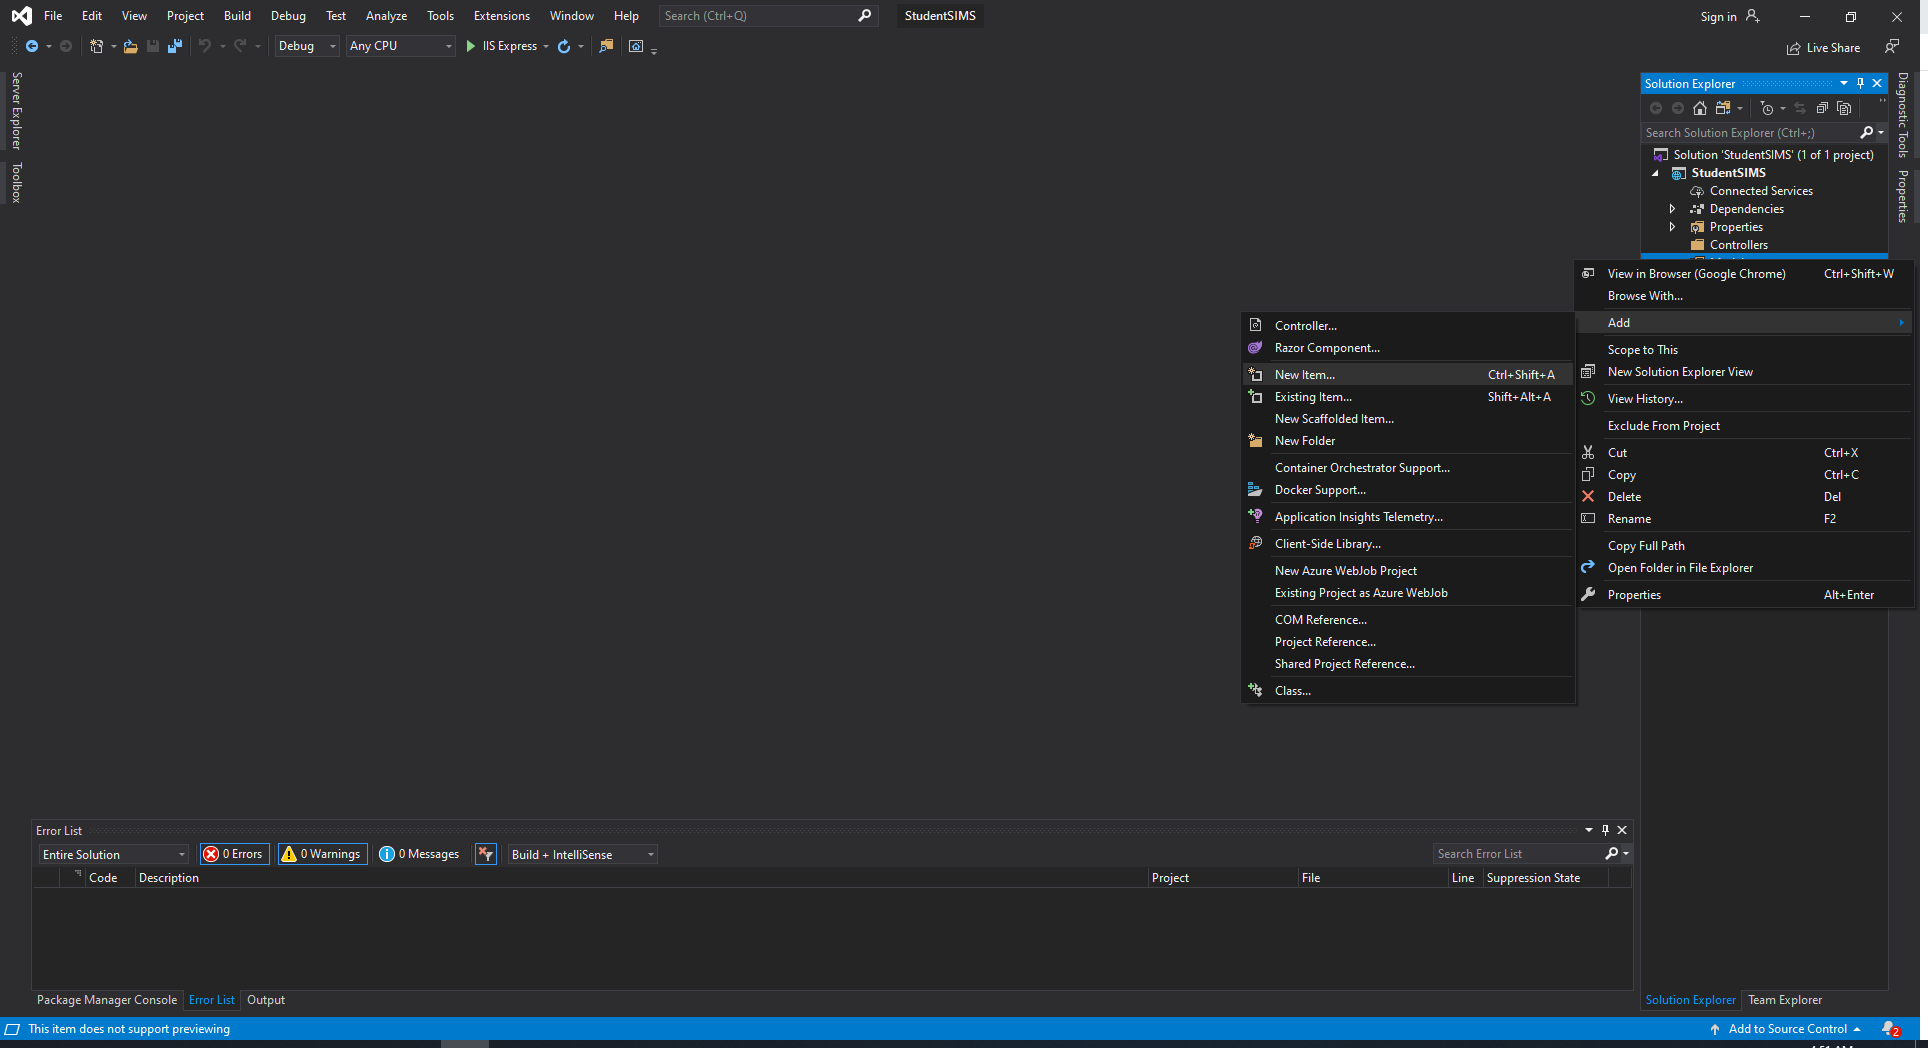 File Edit View Project Build Debug Test Analyze Tools Extensions Window Help Search (Ctrl+Q) StudentSIMS Sign in
Debug Any CPU IIS Express Live Share
Server Explorer
Toolbox
Solution Explorer
Search Solution Explorer (Ctrl+;)
Solution 'StudentSIMS' (1 of 1 project)
StudentSIMS
Connected Services
Dependencies
Properties
Controllers
Diagnostic Tools
Properties
View in Browser (Google Chrome) Ctrl+Shift+W
Browse With...
Add
Scope to This
New Solution Explorer View
View History...
Exclude From Project
Cut Ctrl+X
Copy Ctrl+C
Delete Del
Rename F2
Copy Full Path
Open Folder in File Explorer
Properties Alt+Enter
Controller...
Razor Component...
New Item... Ctrl+Shift+A
Existing Item... Shift+Alt+A
New Scaffolded Item...
New Folder
Container Orchestrator Support...
Docker Support...
Application Insights Telemetry...
Client-Side Library...
New Azure WebJob Project
Existing Project as Azure WebJob
COM Reference...
Project Reference...
Shared Project Reference...
Class...
Error List
Entire Solution 0 Errors 0 Warnings 0 Messages Build + IntelliSense Search Error List
Code Description Project File Line Suppression State
Package Manager Console Error List Output
Solution Explorer Team Explorer
This item does not support previewing Add to Source Control 2